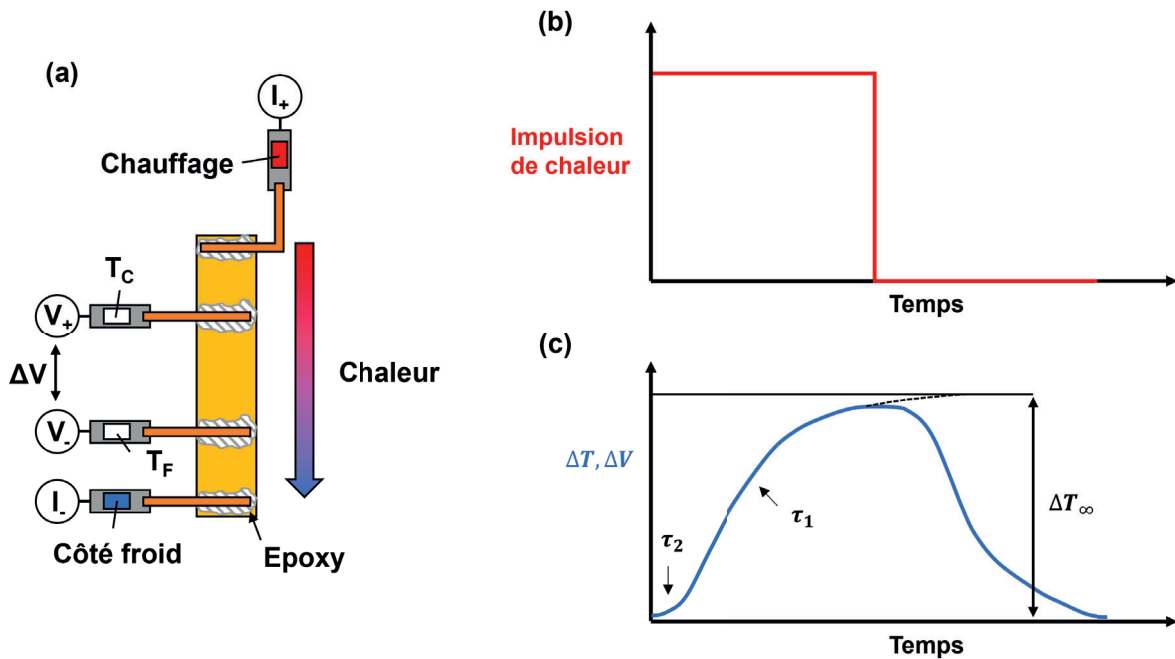 (a)
I+
Chauffage
TC
V+
ΔV
V-
TF
I-
Côté froid
Epoxy
Chaleur
(b)
Impulsion
de chaleur
Temps
(c)
ΔT, ΔV
τ2
τ1
ΔT∞
Temps